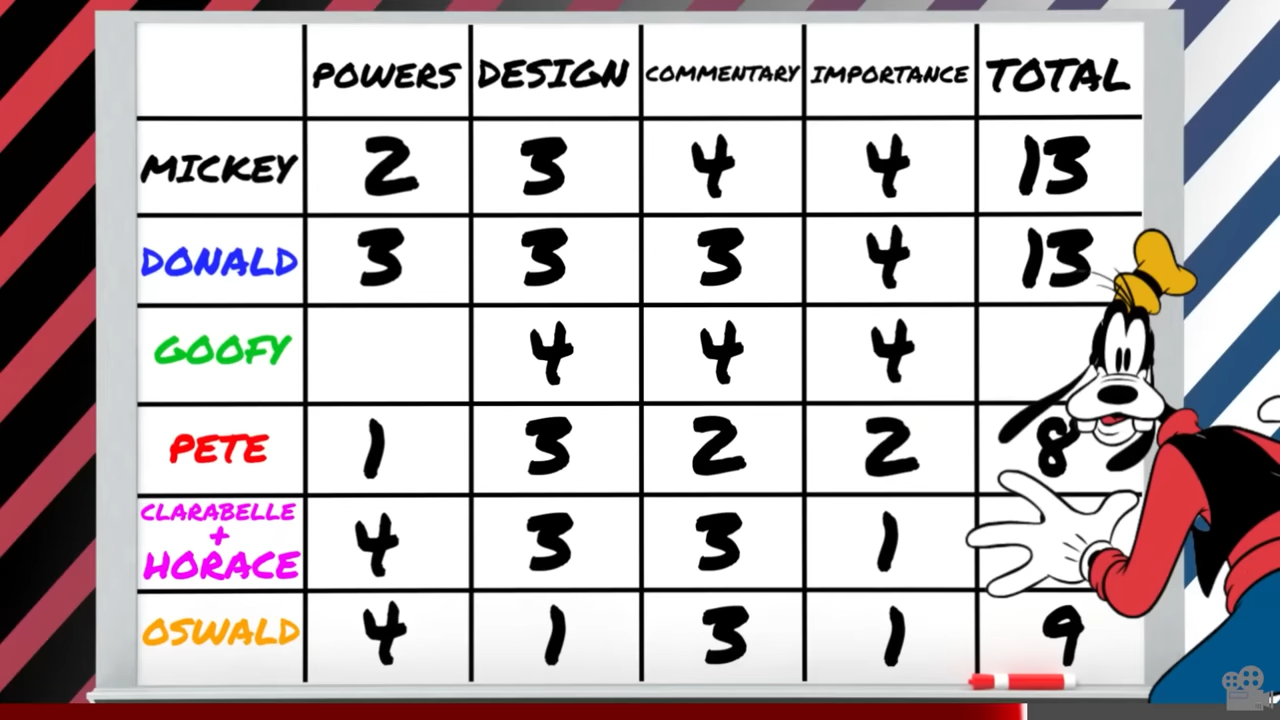 POWERS DESIGN COMMENTARY IMPORTANCE TOTAL
MICKEY 2 3 4 4 13
DONALD 3 3 3 4 13
GOOFY 4 4 4
PETE 1 3 2 2 8
CLARABELLE
+
HORACE 4 3 3 1
OSWALD 4 1 3 1 9